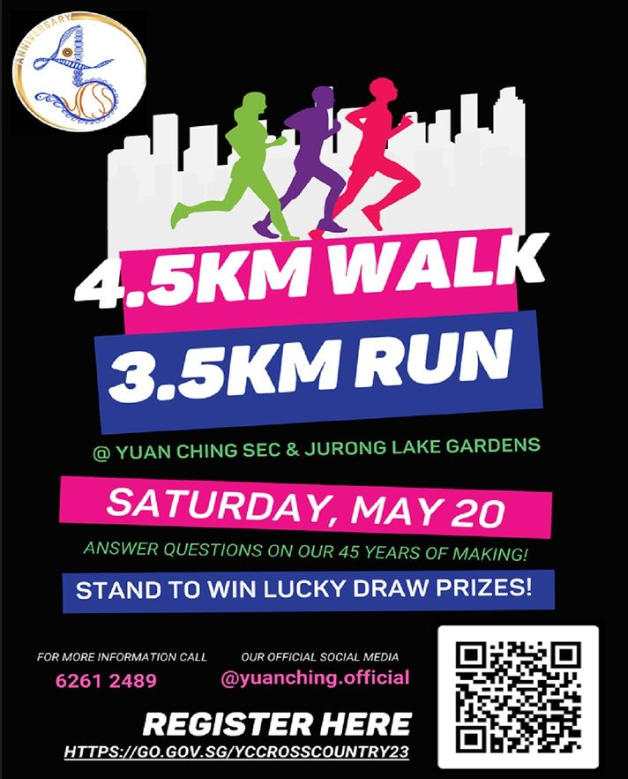 ANNIVERSARY
4.5KM WALK
3.5KM RUN
@ YUAN CHING SEC & JURONG LAKE GARDENS
SATURDAY, MAY 20
ANSWER QUESTIONS ON OUR 45 YEARS OF MAKING!
STAND TO WIN LUCKY DRAW PRIZES!
FOR MORE INFORMATION CALL
6261 2489
OUR OFFICIAL SOCIAL MEDIA
@yuanching.official
REGISTER HERE
HTTPS://GO.GOV.SG/YCCROSSCOUNTRY23